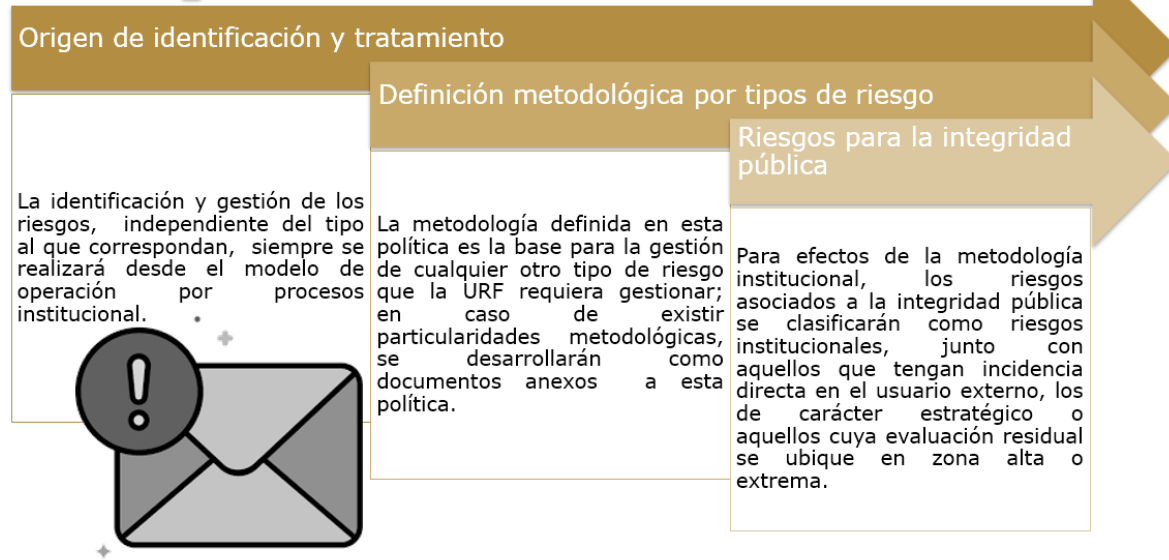 Origen de identificación y tratamiento
La identificación y gestión de los
riesgos, independiente del tipo
al que correspondan, siempre se
realizará desde el modelo de
operación por procesos
institucional.
Definición metodológica por tipos de riesgo
La metodología definida en esta
política es la base para la gestión
de cualquier otro tipo de riesgo
que la URF requiera gestionar;
en caso de existir
particularidades metodológicas,
se desarrollarán como
documentos anexos a esta
política.
Riesgos para la integridad
pública
Para efectos de la metodología
institucional, los riesgos
asociados a la integridad pública
se clasificarán como riesgos
institucionales, junto con
aquellos que tengan incidencia
directa en el usuario externo, los
de carácter estratégico o
aquellos cuya evaluación residual
se ubique en zona alta o
extrema.